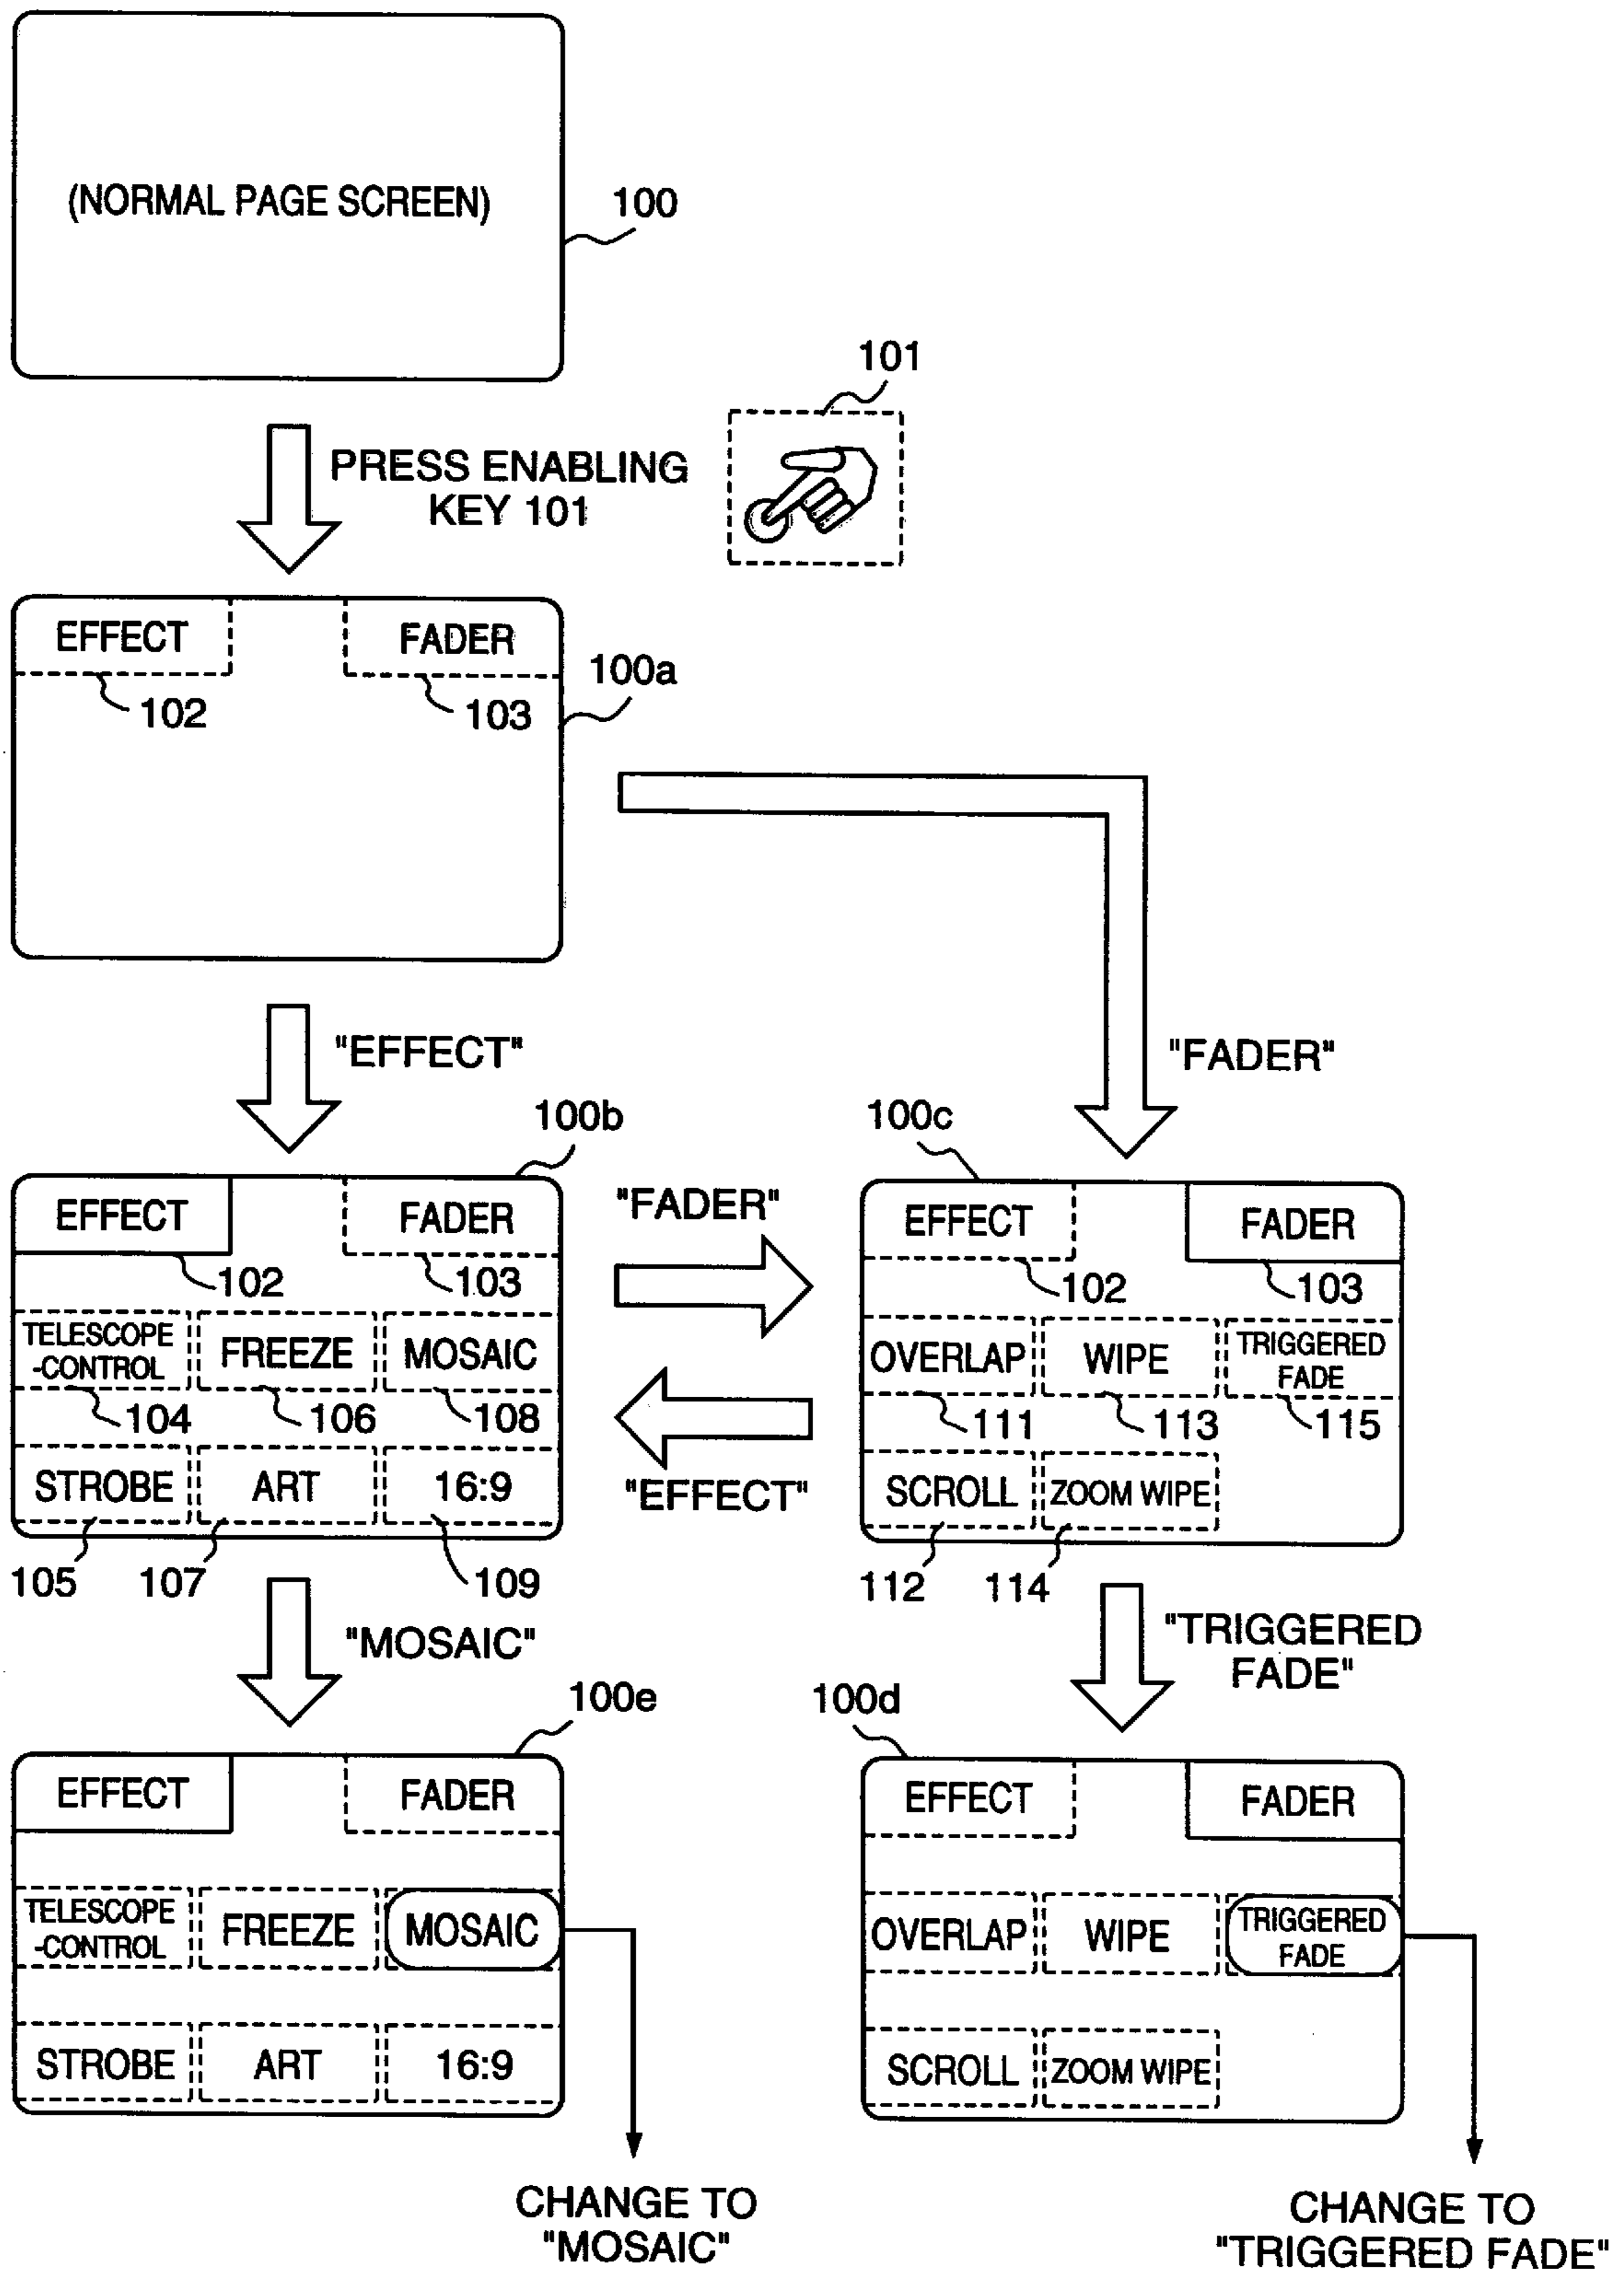 (NORMAL PAGE SCREEN)
100
101
PRESS ENABLING
KEY 101
EFFECT
FADER
100a
102
103
"EFFECT"
"FADER"
100b
100c
EFFECT
FADER
"FADER"
EFFECT
FADER
102
103
102
103
TELESCOPE
-CONTROL
FREEZE
MOSAIC
OVERLAP
WIPE
TRIGGERED
FADE
104
106
108
111
113
115
STROBE
ART
16:9
"EFFECT"
SCROLL
ZOOM WIPE
105
107
109
112
114
"MOSAIC"
"TRIGGERED
FADE"
100e
100d
EFFECT
FADER
EFFECT
FADER
TELESCOPE
-CONTROL
FREEZE
MOSAIC
OVERLAP
WIPE
TRIGGERED
FADE
STROBE
ART
16:9
SCROLL
ZOOM WIPE
CHANGE TO
"MOSAIC"
CHANGE TO
"TRIGGERED FADE"